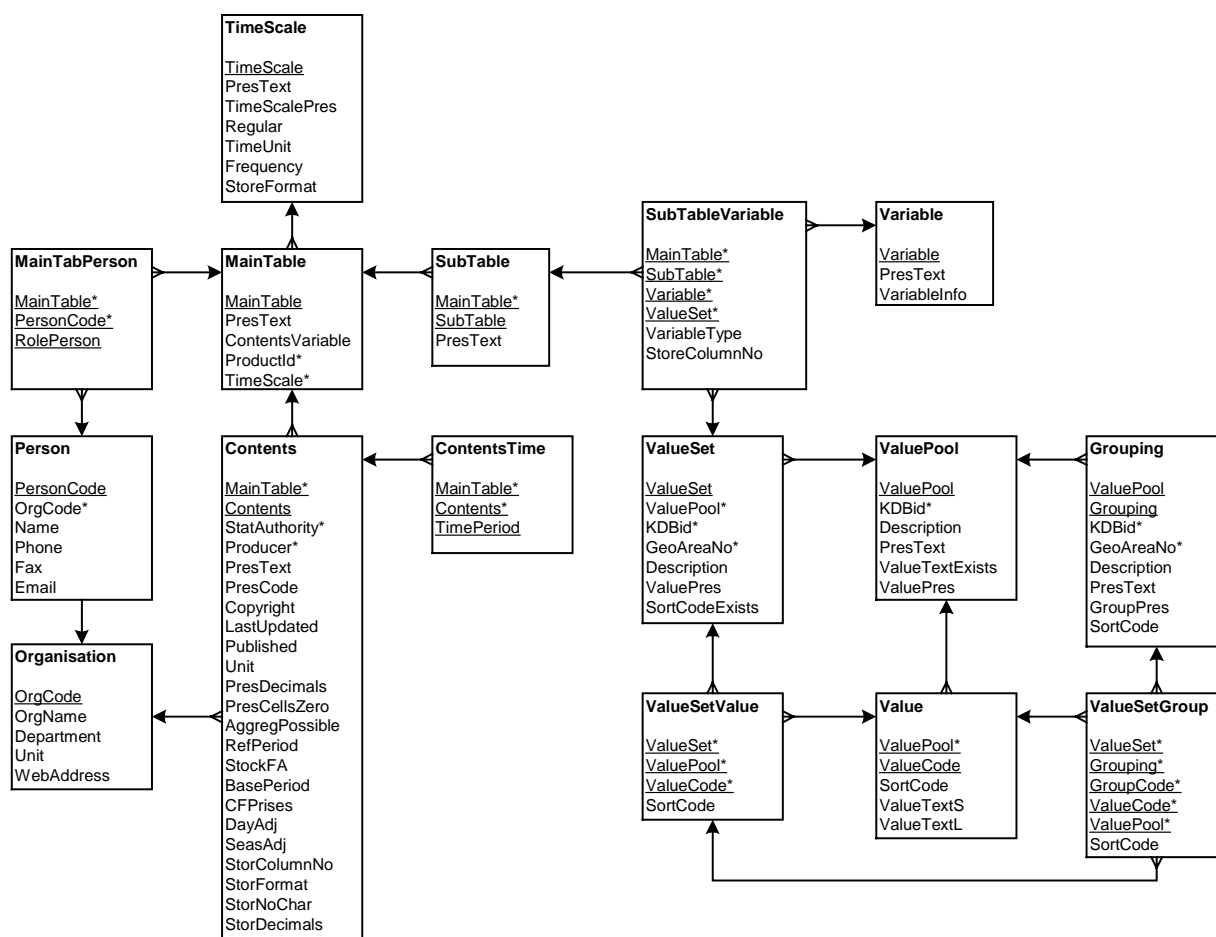 TimeScale
TimeScale
PresText
TimeScalePres
Regular
TimeUnit
Frequency
StoreFormat
MainTabPerson
MainTable*
PersonCode*
RolePerson
MainTable
MainTable
PresText
ContentsVariable
ProductId*
TimeScale*
SubTable
MainTable*
SubTable
PresText
SubTableVariable
MainTable*
SubTable*
Variable*
ValueSet*
VariableType
StoreColumnNo
Variable
Variable
PresText
VariableInfo
Person
PersonCode
OrgCode*
Name
Phone
Fax
Email
Contents
MainTable*
Contents
StatAuthority*
Producer*
PresText
PresCode
Copyright
LastUpdated
Published
Unit
PresDecimals
PresCellsZero
AggregPossible
RefPeriod
StockFA
BasePeriod
CFPrises
DayAdj
SeasAdj
StorColumnNo
StorFormat
StorNoChar
StorDecimals
ContentsTime
MainTable*
Contents*
TimePeriod
ValueSet
ValueSet
ValuePool*
KDBid*
GeoAreaNo*
Description
ValuePres
SortCodeExists
ValuePool
ValuePool
KDBid*
Description
PresText
ValueTextExists
ValuePres
Grouping
ValuePool
Grouping
KDBid*
GeoAreaNo*
Description
PresText
GroupPres
SortCode
Organisation
OrgCode
OrgName
Department
Unit
WebAddress
ValueSetValue
ValueSet*
ValuePool*
ValueCode*
SortCode
Value
ValuePool*
ValueCode
SortCode
ValueTextS
ValueTextL
ValueSetGroup
ValueSet*
Grouping*
GroupCode*
ValueCode*
ValuePool*
SortCode